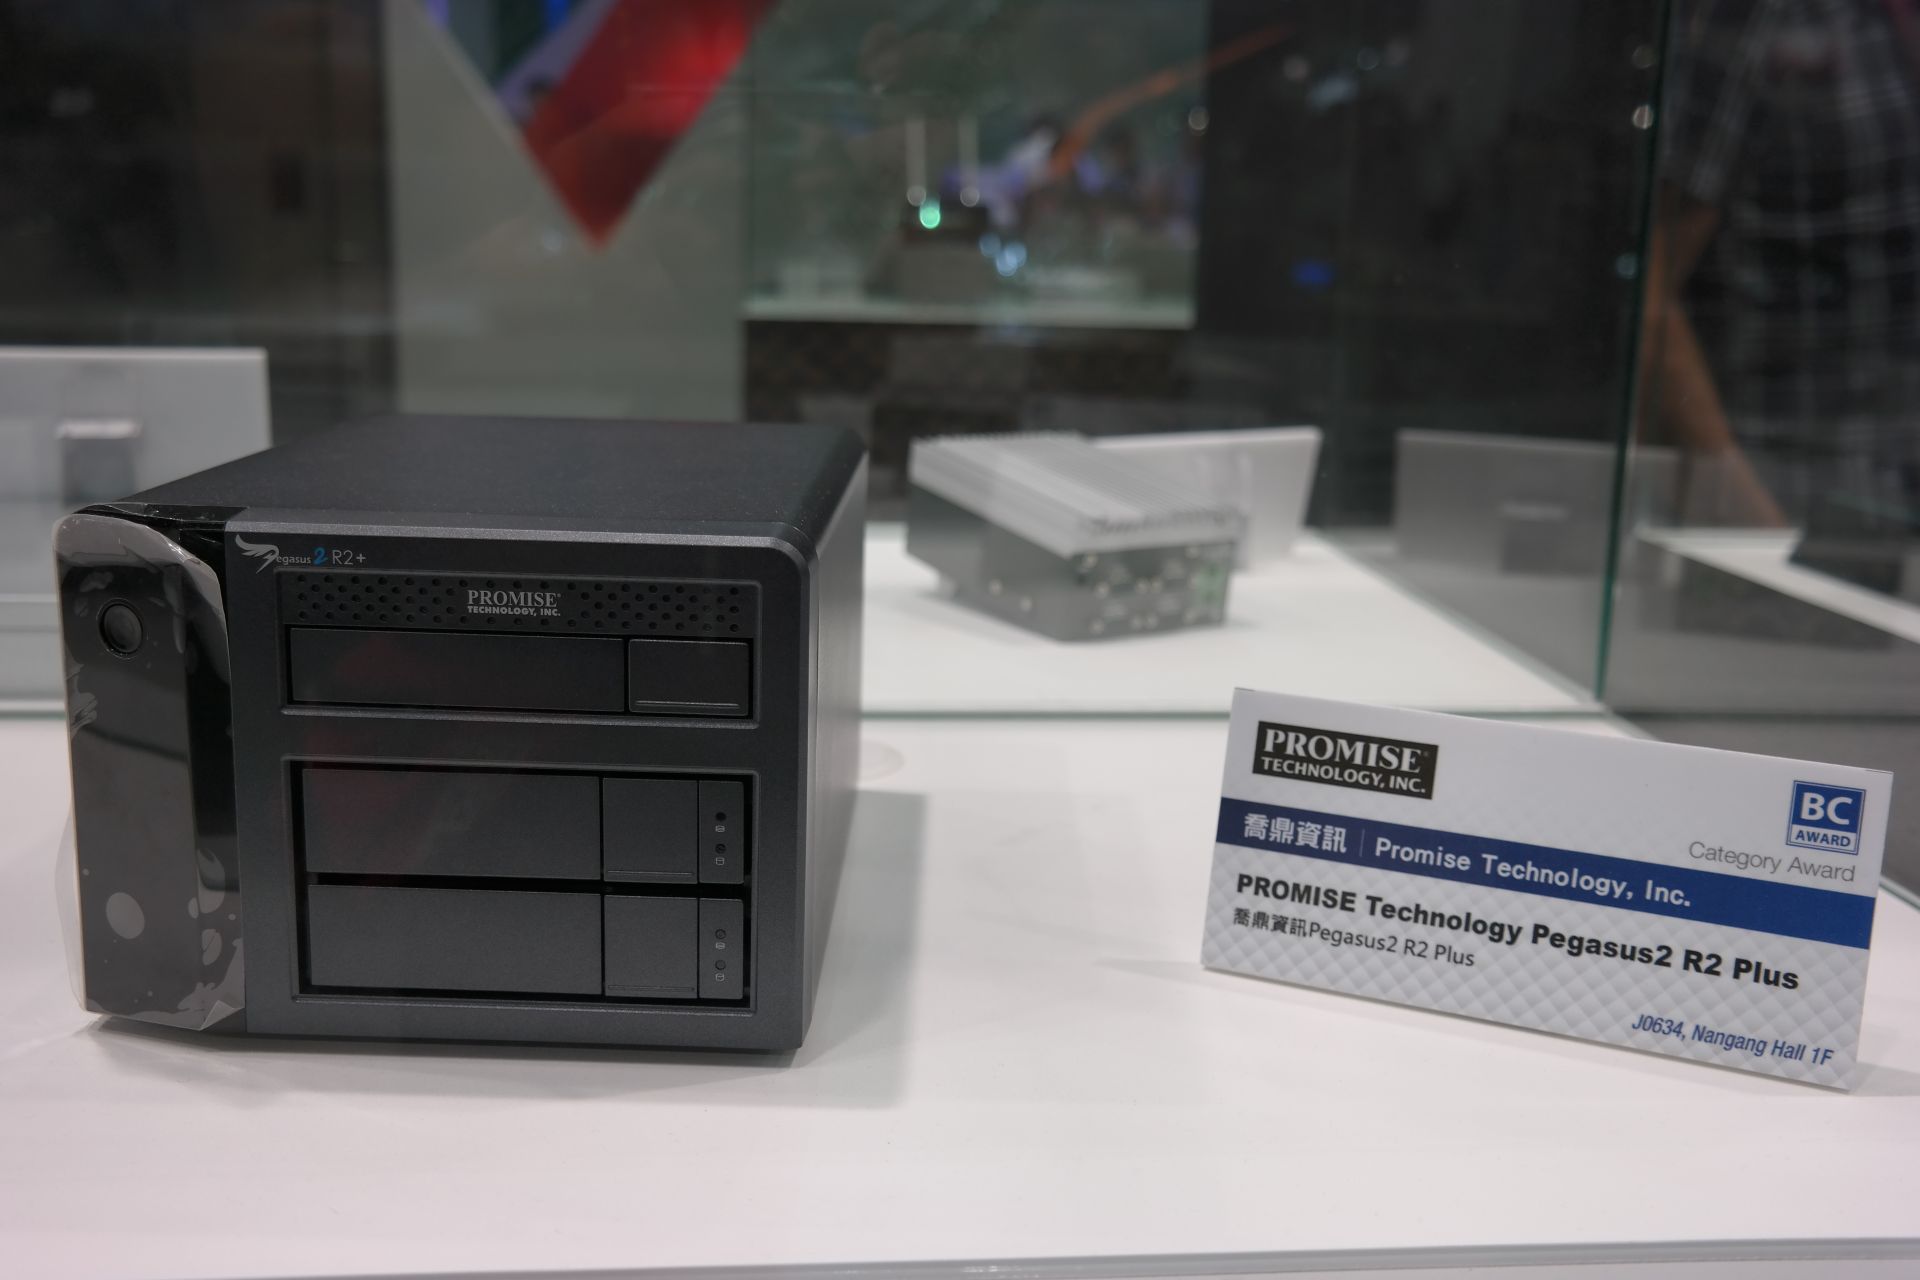 Pegasus2 R2+
PROMISE®
TECHNOLOGY, INC.
PROMISE®
TECHNOLOGY, INC.
BC
AWARD
Category Award
喬鼎資訊 | Promise Technology, Inc.
PROMISE Technology Pegasus2 R2 Plus
喬鼎資訊Pegasus2 R2 Plus
J0634, Nangang Hall 1F